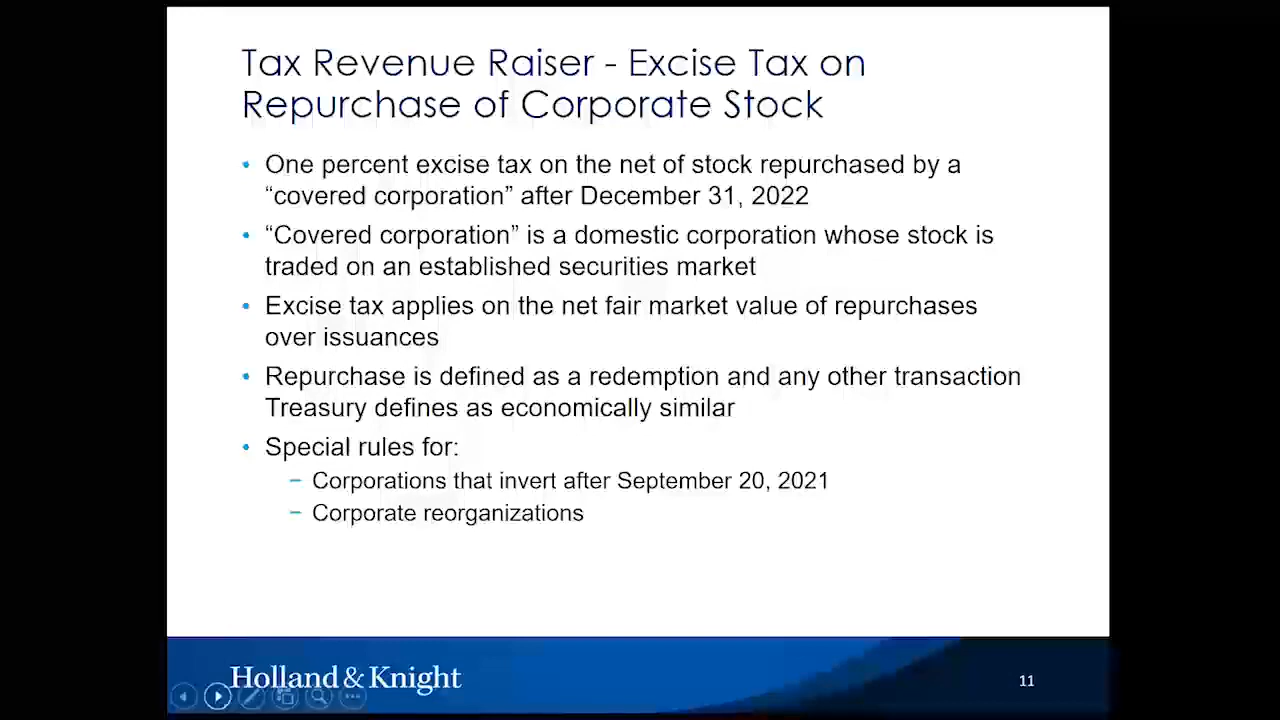 Tax Revenue Raiser - Excise Tax on
Repurchase of Corporate Stock
• One percent excise tax on the net of stock repurchased by a
“covered corporation” after December 31, 2022
• “Covered corporation” is a domestic corporation whose stock is
traded on an established securities market
• Excise tax applies on the net fair market value of repurchases
over issuances
• Repurchase is defined as a redemption and any other transaction
Treasury defines as economically similar
• Special rules for:
− Corporations that invert after September 20, 2021
− Corporate reorganizations
Holland & Knight
11